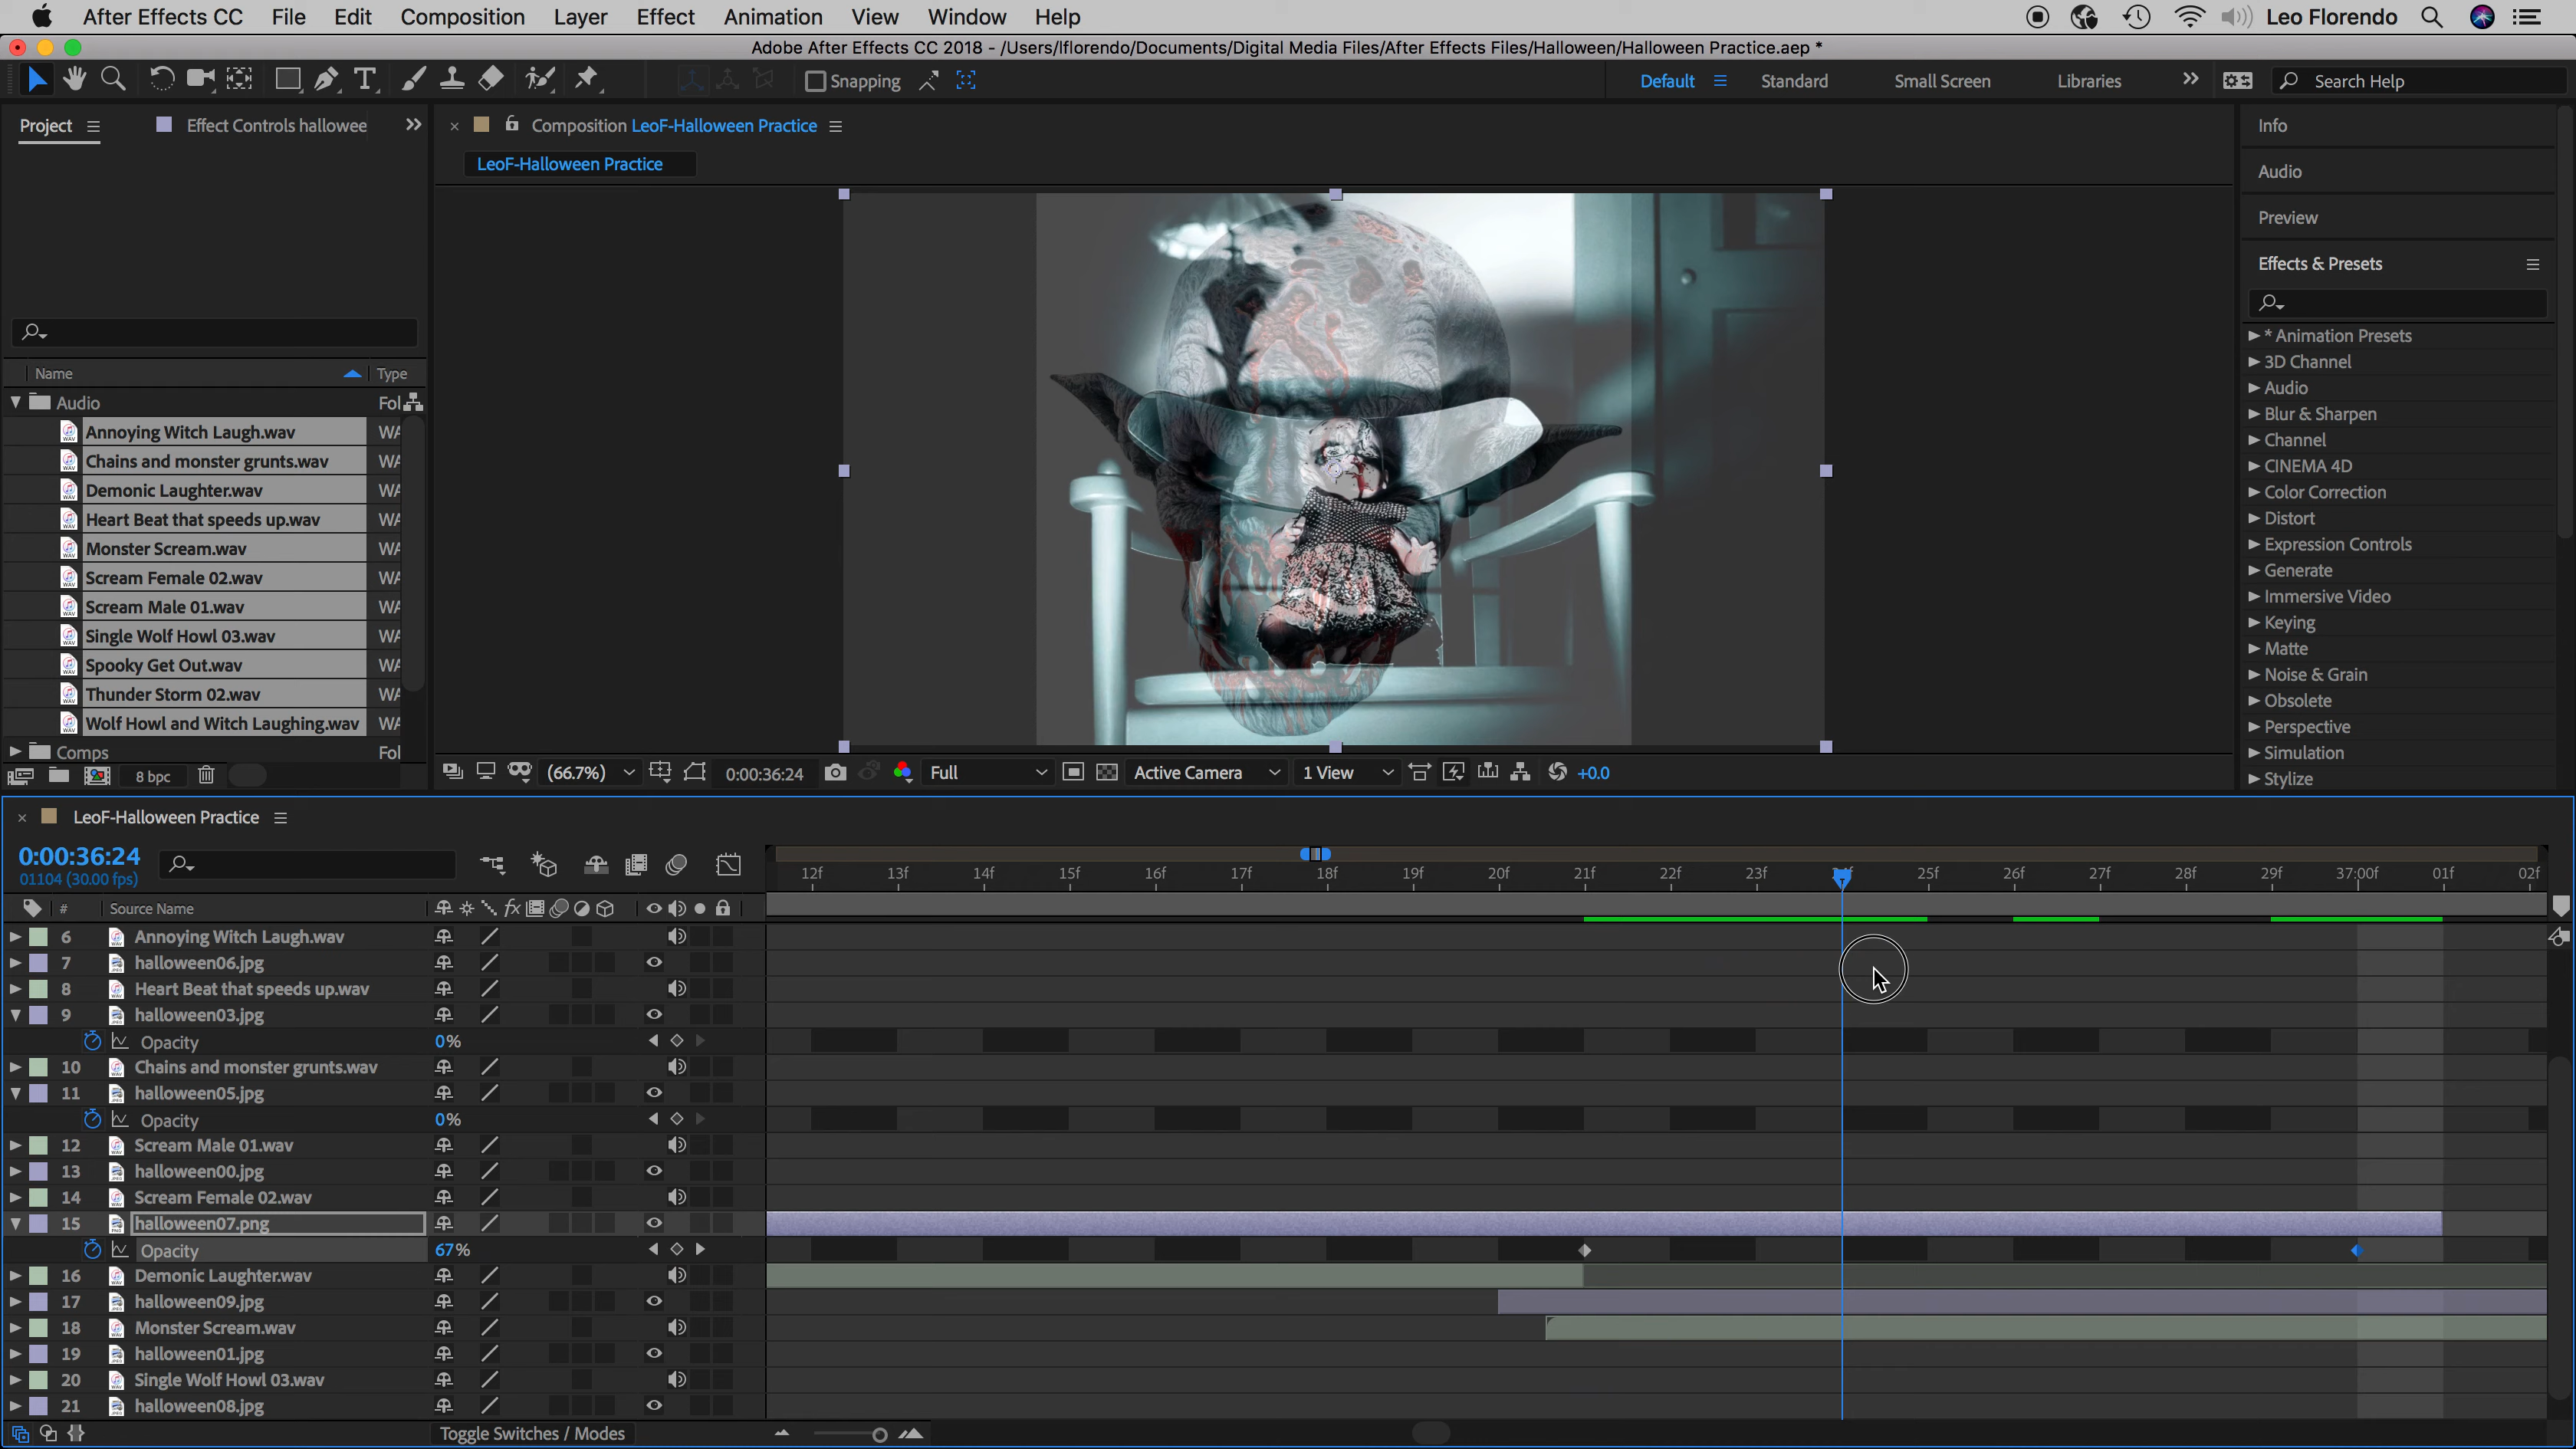 After Effects CC File Edit Composition Layer Effect Animation View Window Help Leo Florendo
Adobe After Effects CC 2018 - /Users/lflorendo/Documents/Digital Media Files/After Effects Files/Halloween/Halloween Practice.aep *
Snapping Default Standard Small Screen Libraries Search Help
Project Effect Controls hallowee
Composition LeoF-Halloween Practice
LeoF-Halloween Practice
Name Type
Audio Fol
Annoying Witch Laugh.wav WA
Chains and monster grunts.wav WA
Demonic Laughter.wav WA
Heart Beat that speeds up.wav WA
Monster Scream.wav WA
Scream Female 02.wav WA
Scream Male 01.wav WA
Single Wolf Howl 03.wav WA
Spooky Get Out.wav WA
Thunder Storm 02.wav WA
Wolf Howl and Witch Laughing.wav WA
Comps Fol
8 bpc
(66.7%) 0:00:36:24 Full Active Camera 1 View +0.0
Info
Audio
Preview
Effects & Presets
* Animation Presets
3D Channel
Audio
Blur & Sharpen
Channel
CINEMA 4D
Color Correction
Distort
Expression Controls
Generate
Immersive Video
Keying
Matte
Noise & Grain
Obsolete
Perspective
Simulation
Stylize
LeoF-Halloween Practice
0:00:36:24
01104 (30.00 fps)
12f 13f 14f 15f 16f 17f 18f 19f 20f 21f 22f 23f 25f 26f 27f 28f 29f 37:00f 01f 02f
# Source Name
6 Annoying Witch Laugh.wav
7 halloween06.jpg
8 Heart Beat that speeds up.wav
9 halloween03.jpg
Opacity 0%
10 Chains and monster grunts.wav
11 halloween05.jpg
Opacity 0%
12 Scream Male 01.wav
13 halloween00.jpg
14 Scream Female 02.wav
15 halloween07.png
Opacity 67%
16 Demonic Laughter.wav
17 halloween09.jpg
18 Monster Scream.wav
19 halloween01.jpg
20 Single Wolf Howl 03.wav
21 halloween08.jpg
Toggle Switches / Modes